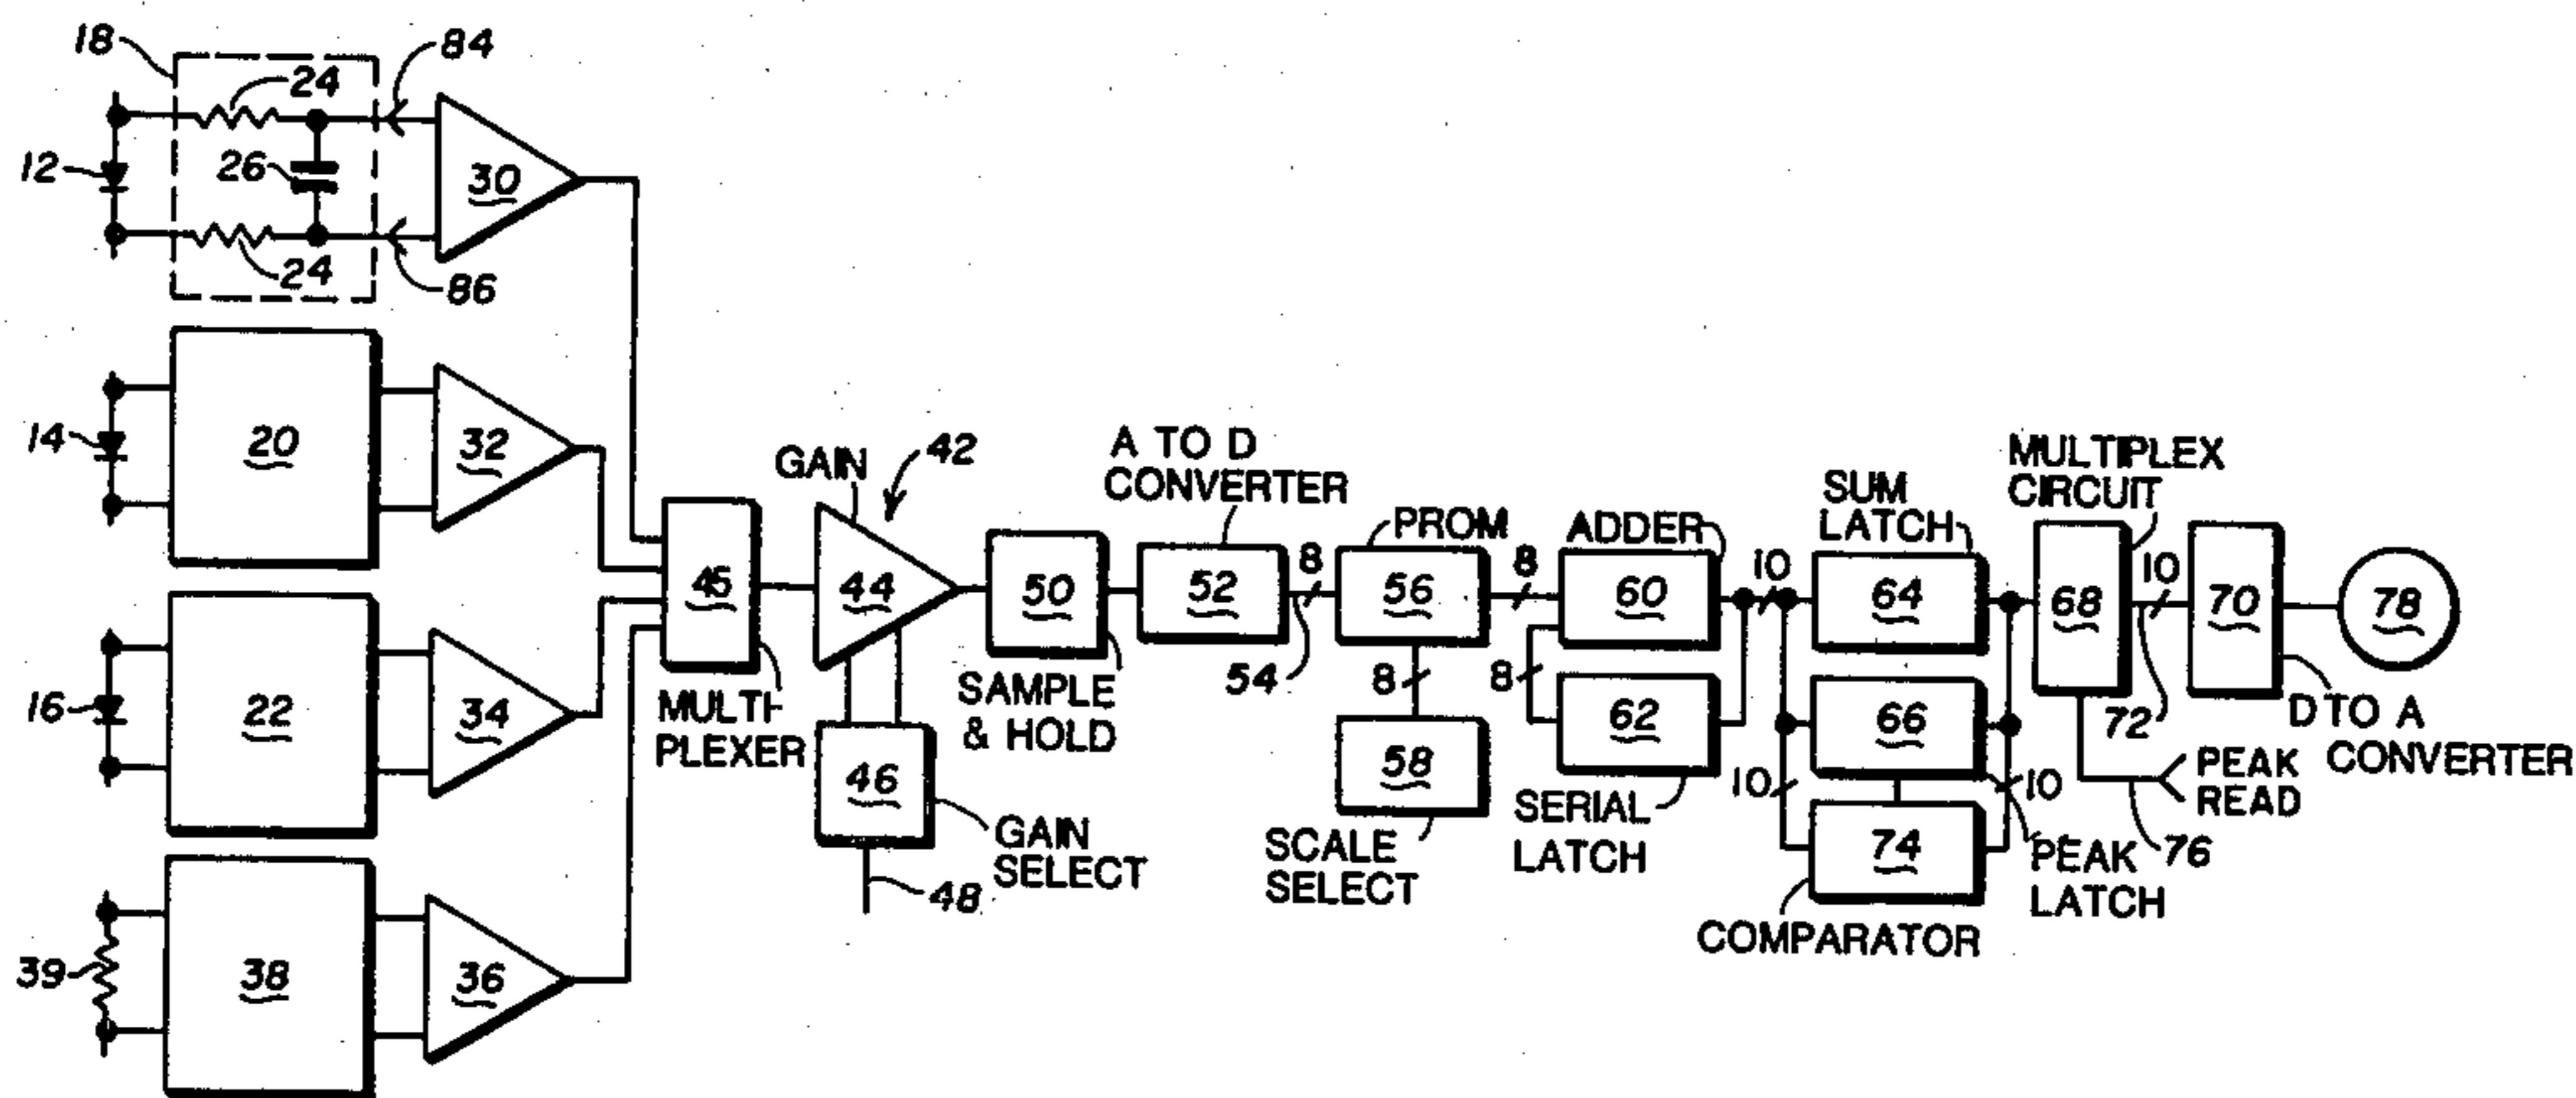 18
24
84
12
26
30
24
86
14
20
32
16
22
34
39
38
36
45
MULTI-
PLEXER
GAIN
42
44
46
GAIN
SELECT
48
50
SAMPLE
& HOLD
A TO D
CONVERTER
52
8
54
PROM
56
8
58
SCALE
SELECT
8
ADDER
60
8
62
SERIAL
LATCH
10
SUM
LATCH
64
66
10
10
74
COMPARATOR
PEAK
LATCH
MULTIPLEX
CIRCUIT
68
10
72
PEAK
READ
76
70
D TO A
CONVERTER
78